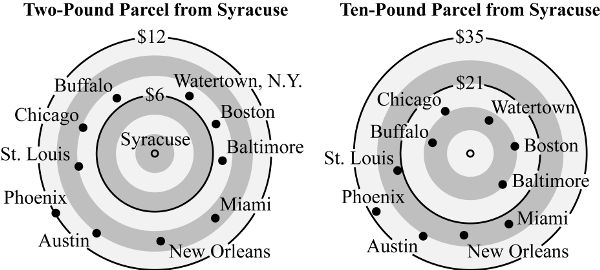 Two-Pound Parcel from Syracuse
$12
Buffalo
Watertown, N.Y.
$6
Chicago
Boston
Syracuse
St. Louis
Baltimore
Phoenix
Miami
Austin
New Orleans
Ten-Pound Parcel from Syracuse
$35
$21
Chicago
Watertown
Buffalo
Boston
St. Louis
Baltimore
Phoenix
Miami
Austin
New Orleans